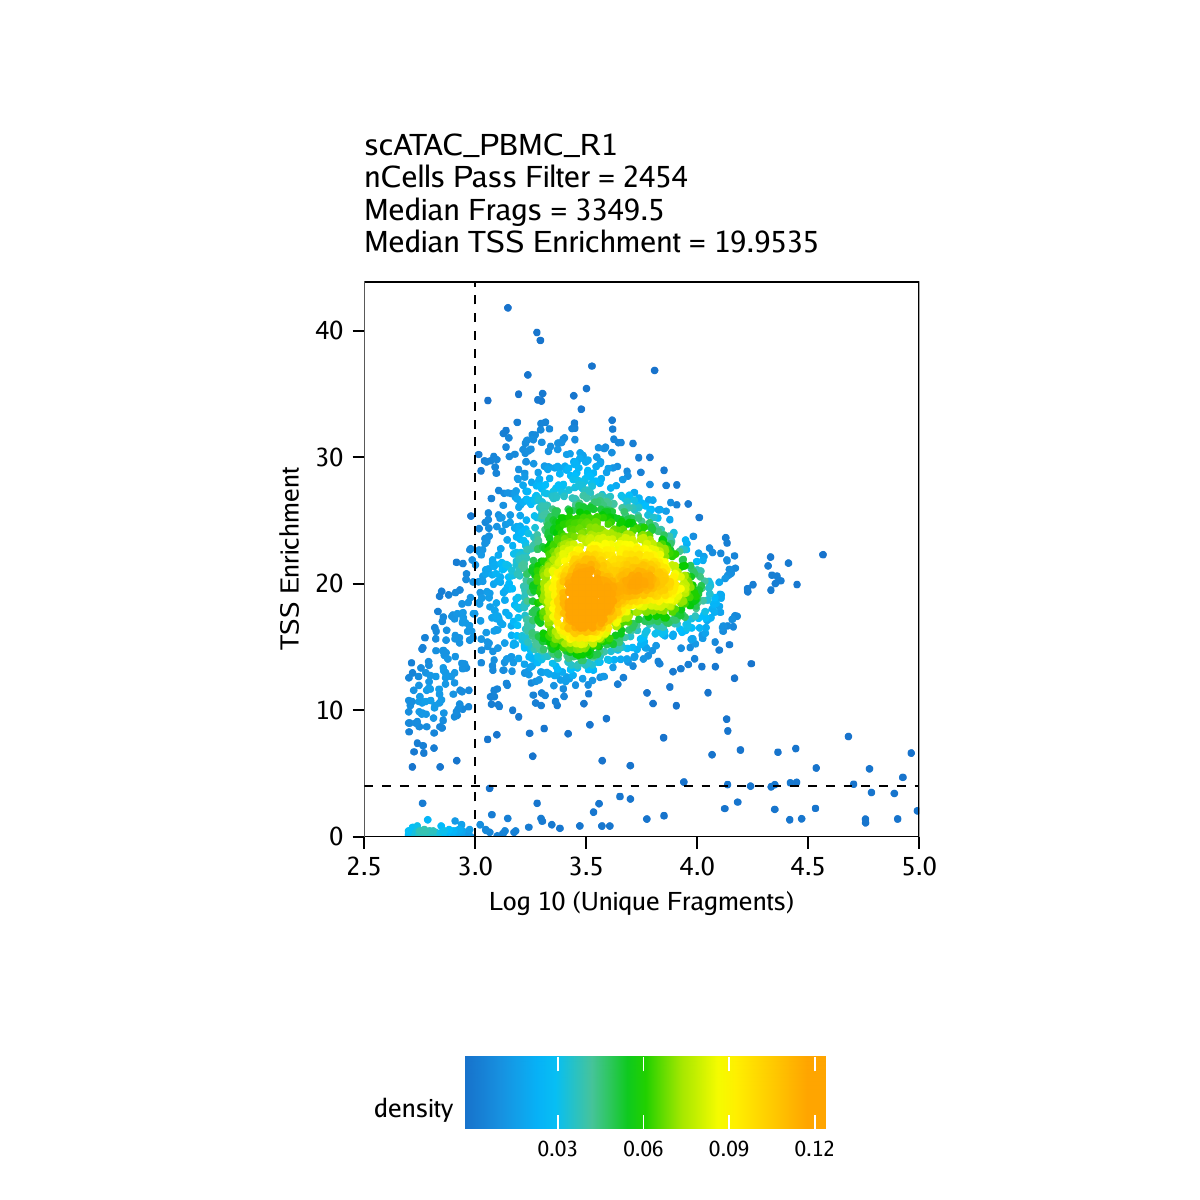 scATAC_PBMC_R1
nCells Pass Filter = 2454
Median Frags = 3349.5
Median TSS Enrichment = 19.9535
40
30
20
10
0
TSS Enrichment
2.5 3.0 3.5 4.0 4.5 5.0
Log 10 (Unique Fragments)
density
0.03 0.06 0.09 0.12